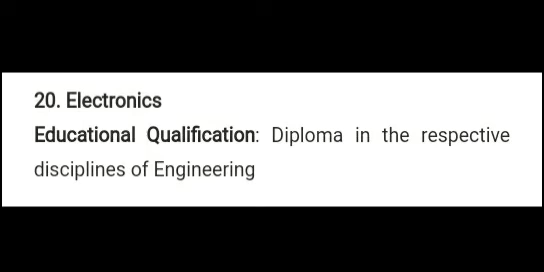 20. Electronics
Educational Qualification: Diploma in the respective
disciplines of Engineering